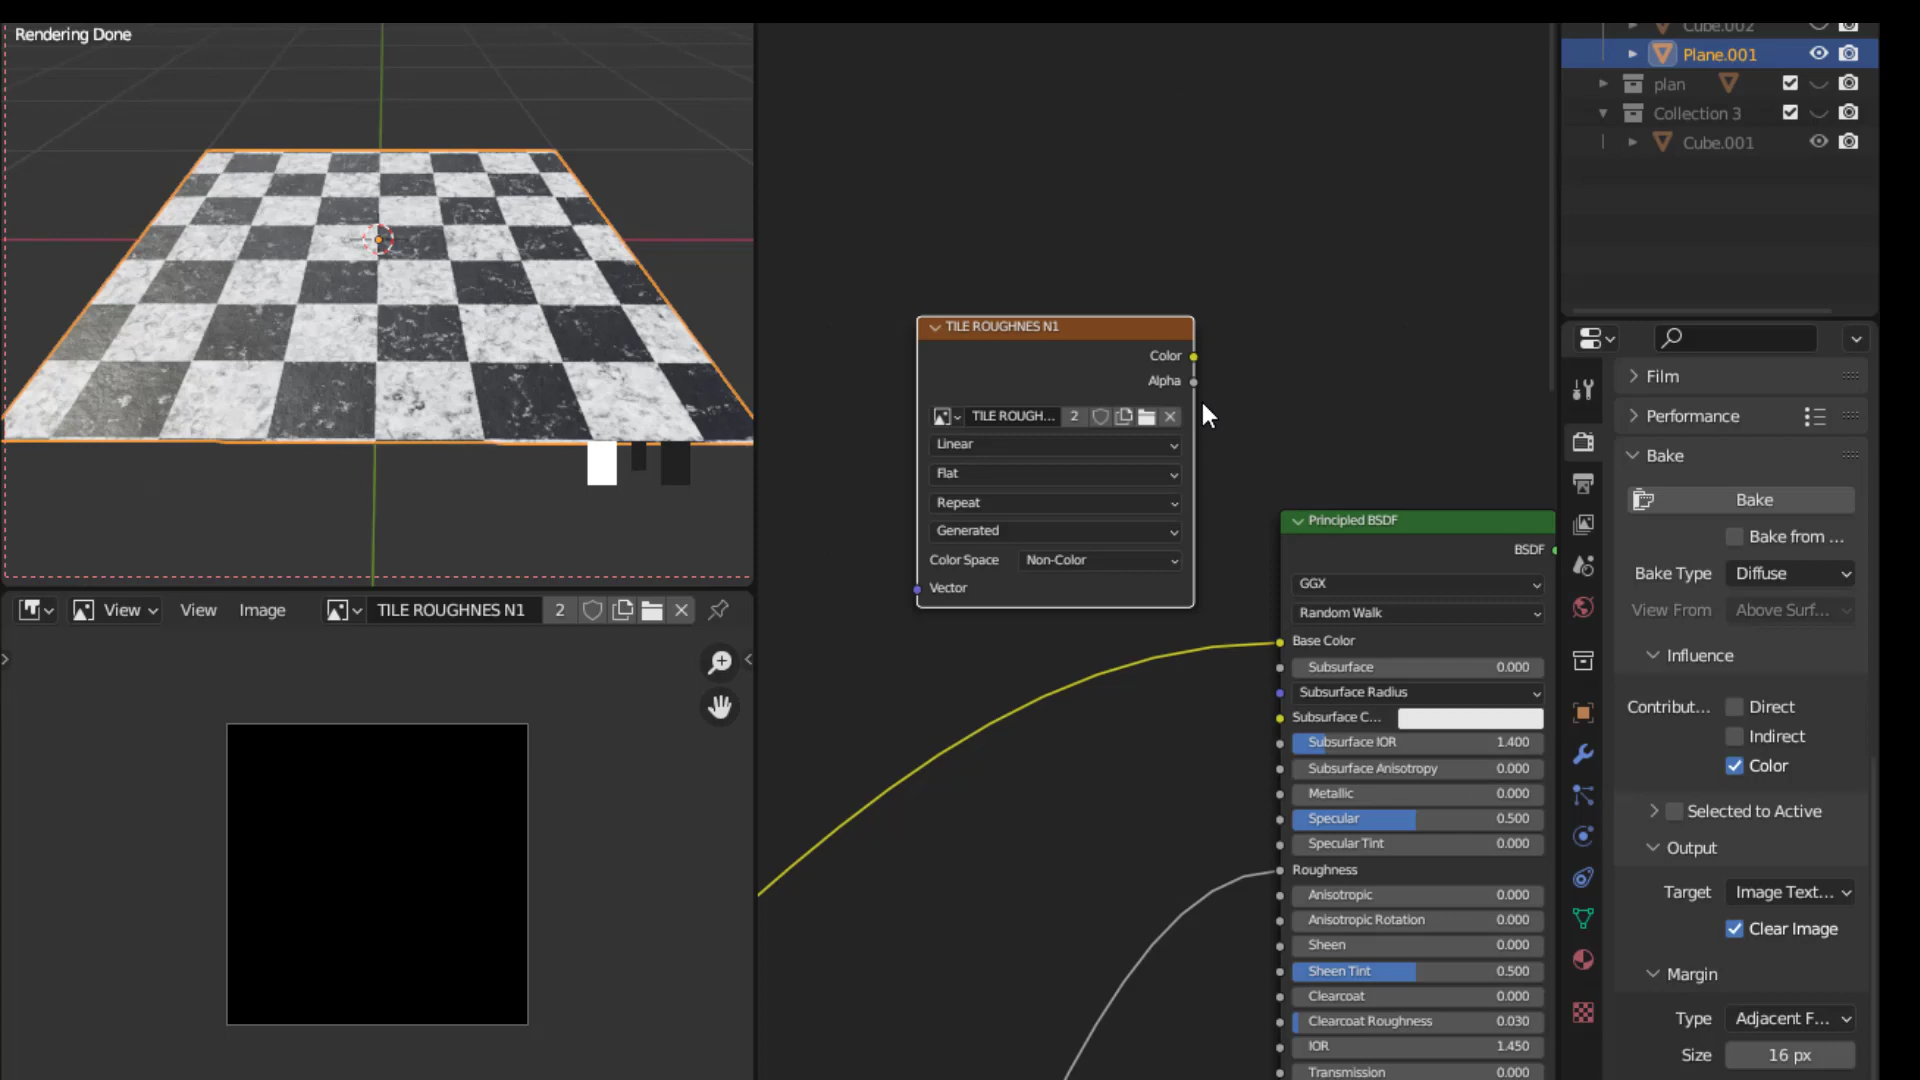 Rendering Done
Cube.002
Plane.001
plan
Collection 3
Cube.001
TILE ROUGHNES N1
Color
Alpha
TILE ROUGH... 2
Linear
Flat
Repeat
Generated
Color Space Non-Color
Vector
Principled BSDF
BSDF
GGX
Random Walk
Base Color
Subsurface 0.000
Subsurface Radius
Subsurface C...
Subsurface IOR 1.400
Subsurface Anisotropy 0.000
Metallic 0.000
Specular 0.500
Specular Tint 0.000
Roughness
Anisotropic 0.000
Anisotropic Rotation 0.000
Sheen 0.000
Sheen Tint 0.500
Clearcoat 0.000
Clearcoat Roughness 0.030
IOR 1.450
Transmission 0.000
View View Image TILE ROUGHNES N1 2
Film
Performance
Bake
Bake
Bake from ...
Bake Type Diffuse
View From Above Surf...
Influence
Contribut... Direct
Indirect
Color
Selected to Active
Output
Target Image Text...
Clear Image
Margin
Type Adjacent F...
Size 16 px